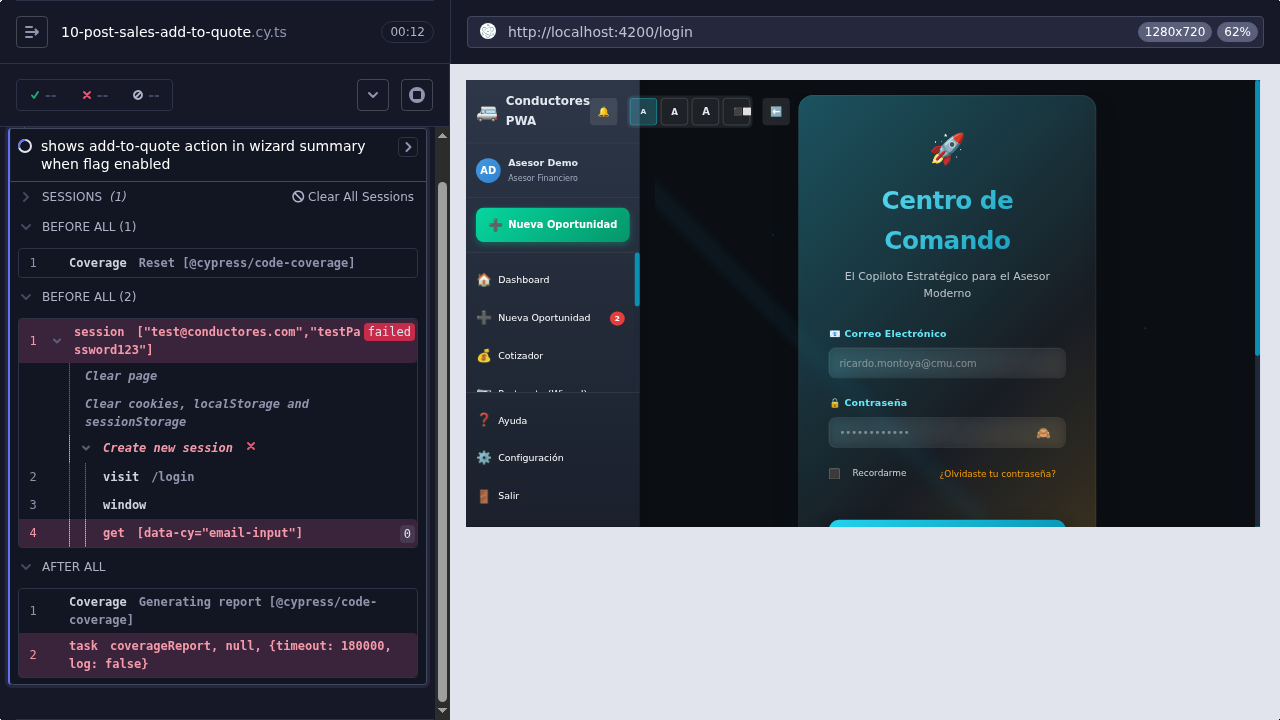 10-post-sales-add-to-quote.cy.ts
00:12
http://localhost:4200/login
1280x720
62%
--
--
--
shows add-to-quote action in wizard summary
when flag enabled
SESSIONS (1)
Clear All Sessions
BEFORE ALL (1)
1 Coverage Reset [@cypress/code-coverage]
BEFORE ALL (2)
1 session ["test@conductores.com","testPa
ssword123"]
failed
Clear page
Clear cookies, localStorage and
sessionStorage
Create new session
2 visit /login
3 window
4 get [data-cy="email-input"] 0
AFTER ALL
1 Coverage Generating report [@cypress/code-
coverage]
2 task coverageReport, null, {timeout: 180000,
log: false}
Conductores
PWA
A
A
A
AD
Asesor Demo
Asesor Financiero
Nueva Oportunidad
Dashboard
Nueva Oportunidad 2
Cotizador
Ayuda
Configuración
Salir
Centro de
Comando
El Copiloto Estratégico para el Asesor
Moderno
Correo Electrónico
ricardo.montoya@cmu.com
Contraseña
••••••••••••
Recordarme
¿Olvidaste tu contraseña?